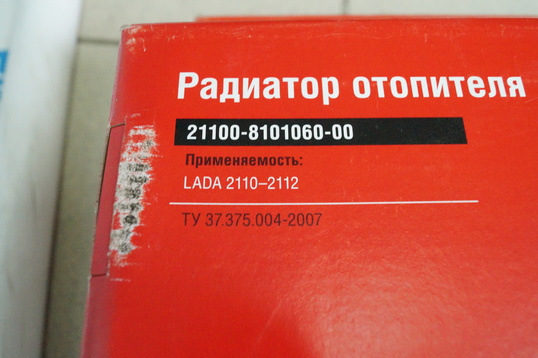 Радиатор отопителя
21100-8101060-00
Применяемость:
LADA 2110–2112
ТУ 37.375.004-2007